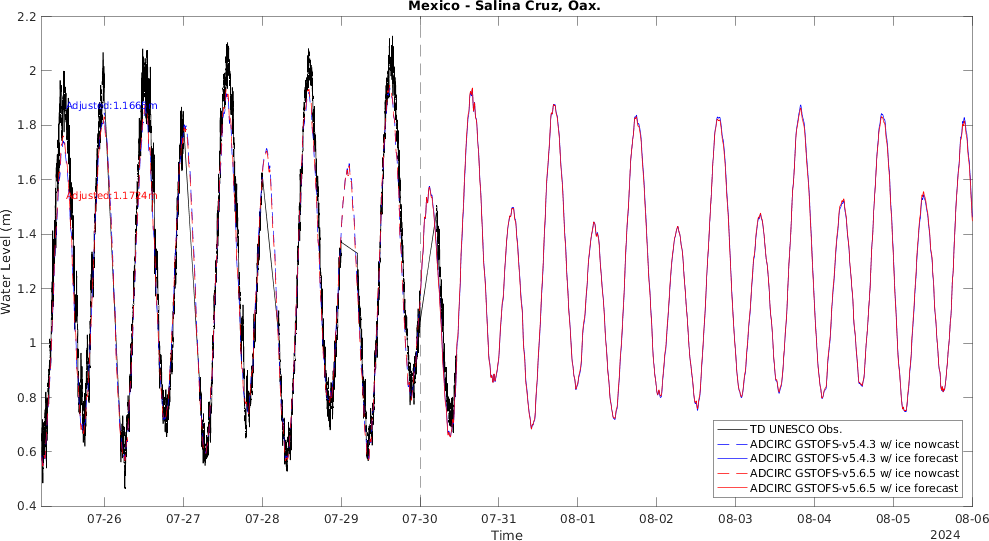 Mexico - Salina Cruz, Oax.
2.2
2
1.8
1.6
1.4
1.2
1
0.8
0.6
0.4
Water Level (m)
Adjusted:1.1724m
07-26
07-27
07-28
07-29
07-30
07-31
08-01
08-02
08-03
08-04
08-05
08-06
2024
Time
TD UNESCO Obs.
ADCIRC GSTOFS-v5.4.3 w/ ice nowcast
ADCIRC GSTOFS-v5.4.3 w/ ice forecast
ADCIRC GSTOFS-v5.6.5 w/ ice nowcast
ADCIRC GSTOFS-v5.6.5 w/ ice forecast